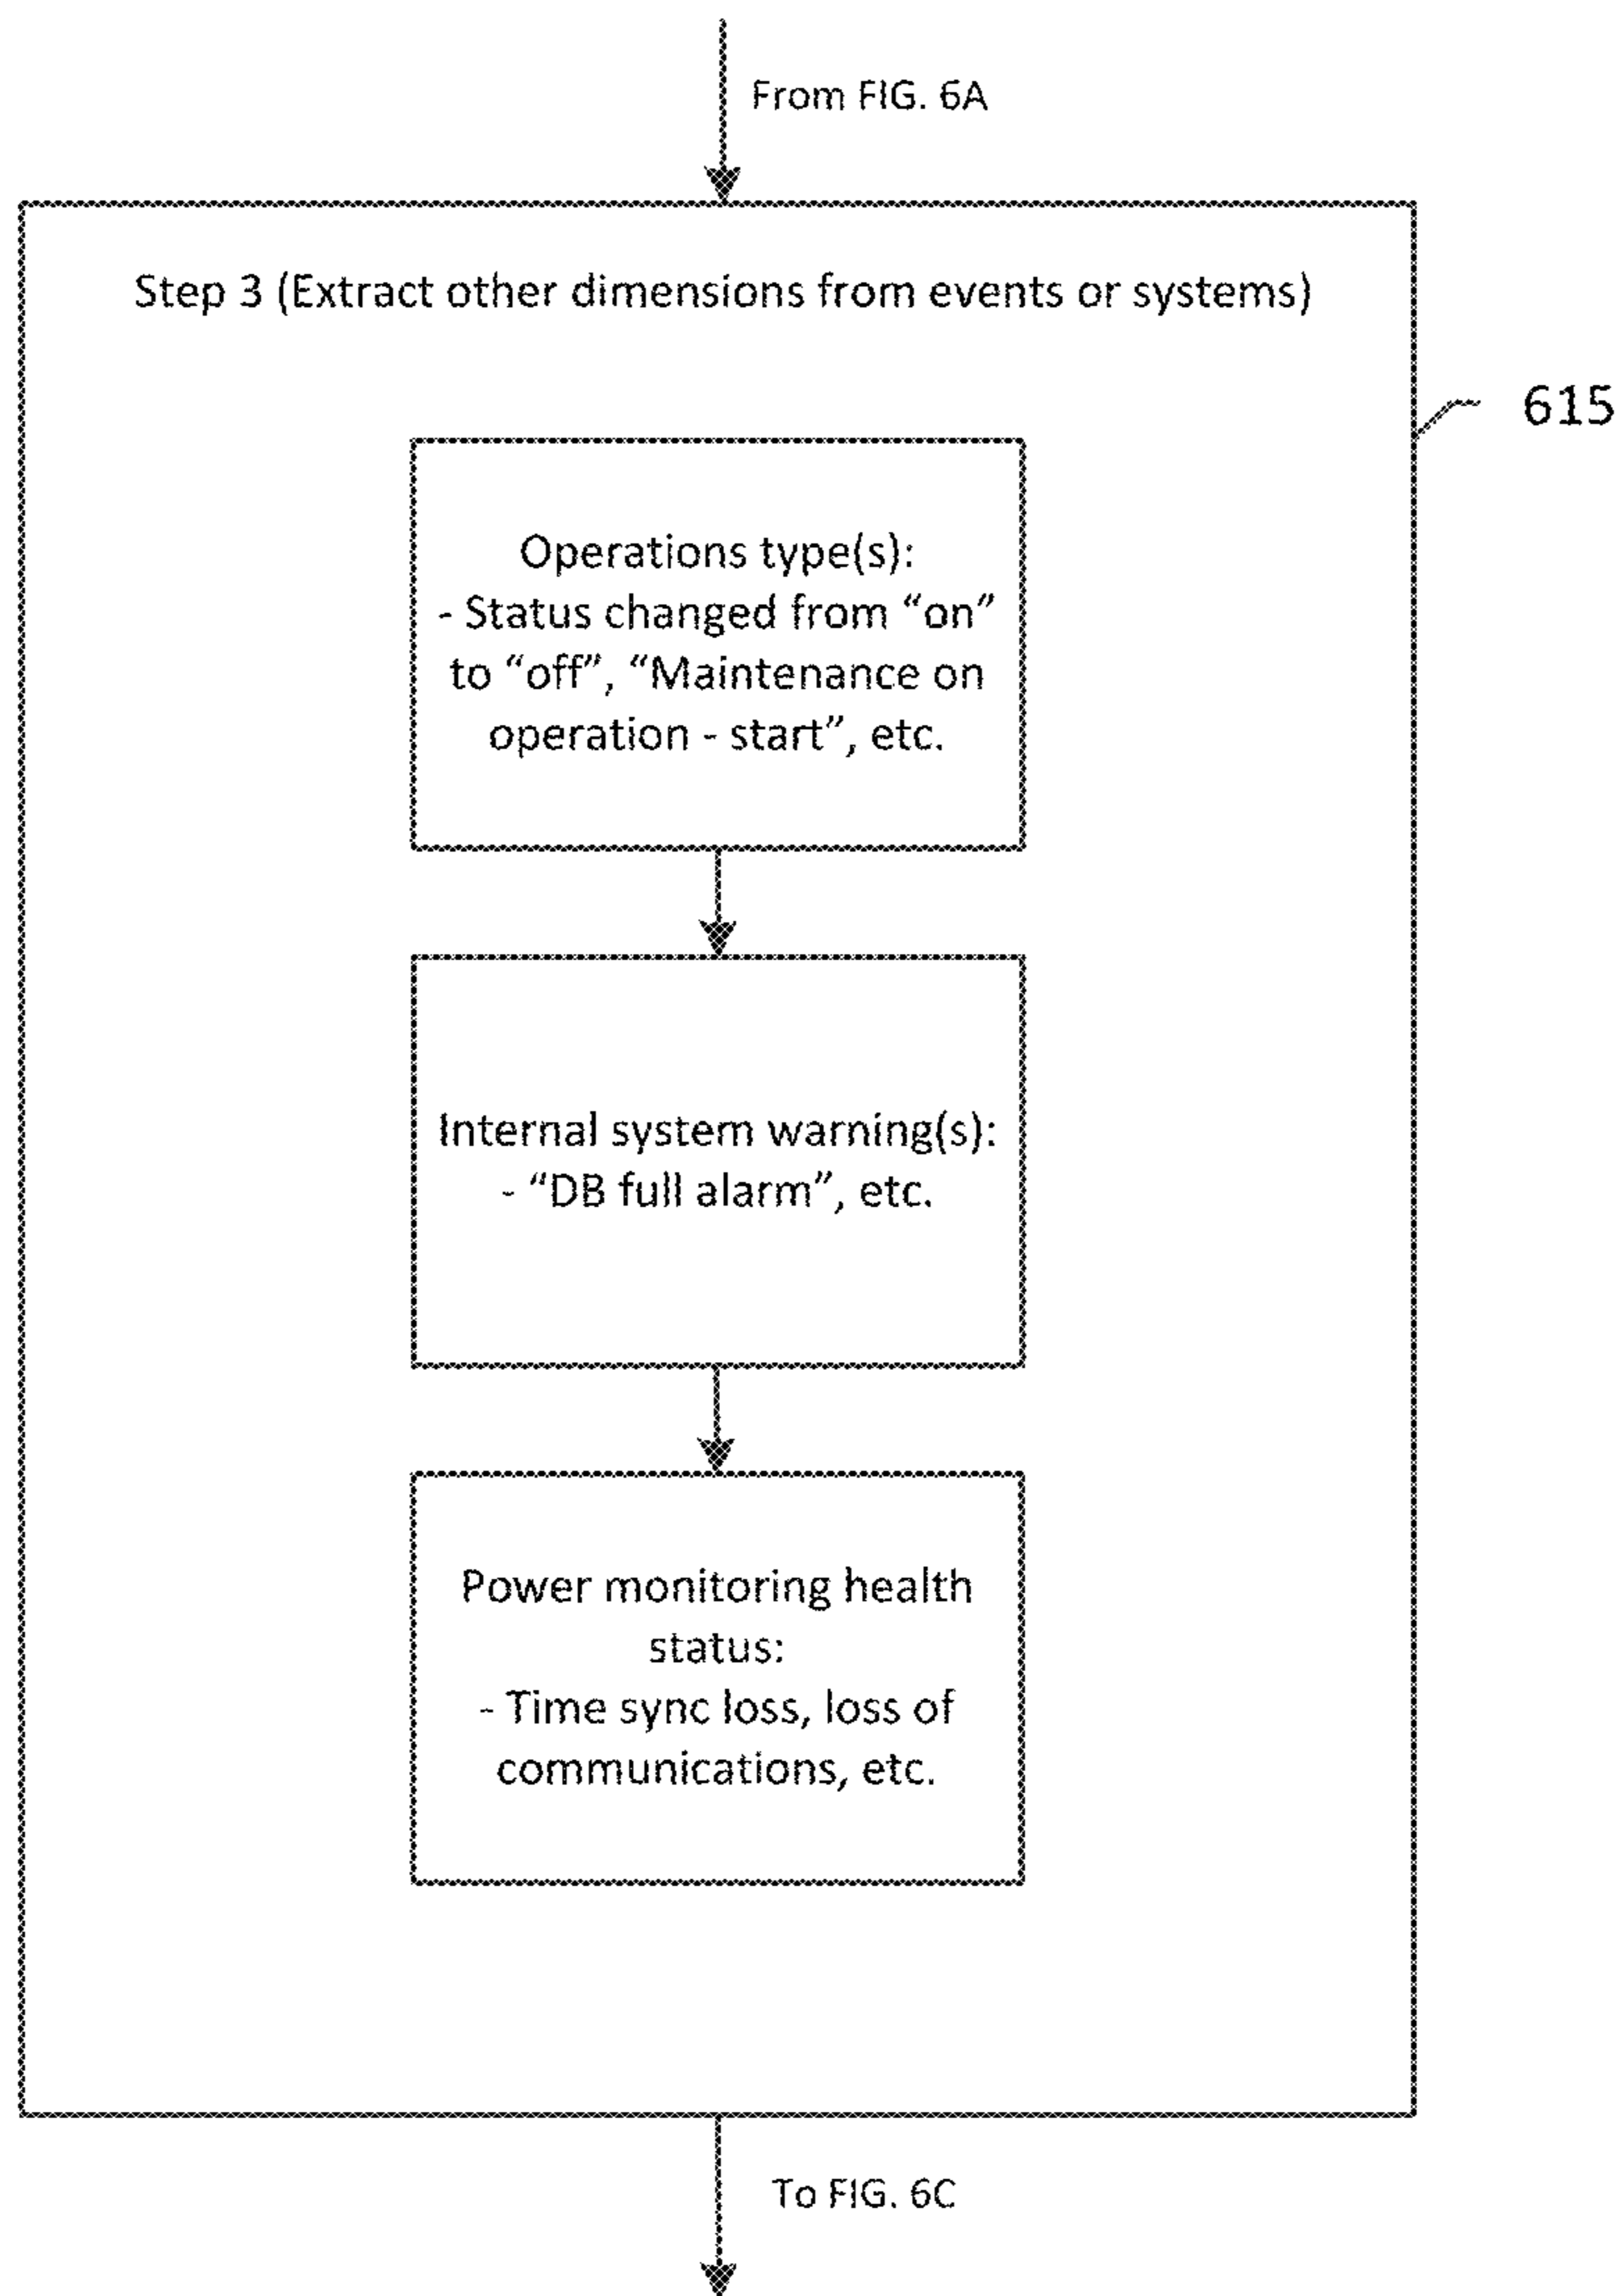 From FIG. 6A
Step 3 (Extract other dimensions from events or systems)
615
Operations type(s):
- Status changed from “on”
to “off”, “Maintenance on
operation - start”, etc.
Internal system warning(s):
- “DB full alarm”, etc.
Power monitoring health
status:
- Time sync loss, loss of
communications, etc.
To FIG. 6C